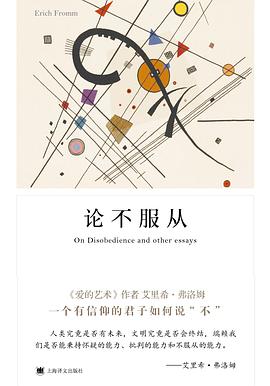 Erich Fromm
论不服从
On Disobedience and other essays
《爱的艺术》作者 艾里希·弗洛姆
一个有信仰的君子如何说“不”
人类究竟是否有未来，文明究竟是否会终结，端赖我
们是否能秉持怀疑的能力、批判的能力和不服从的能力。
——艾里希·弗洛姆
上海译文出版社